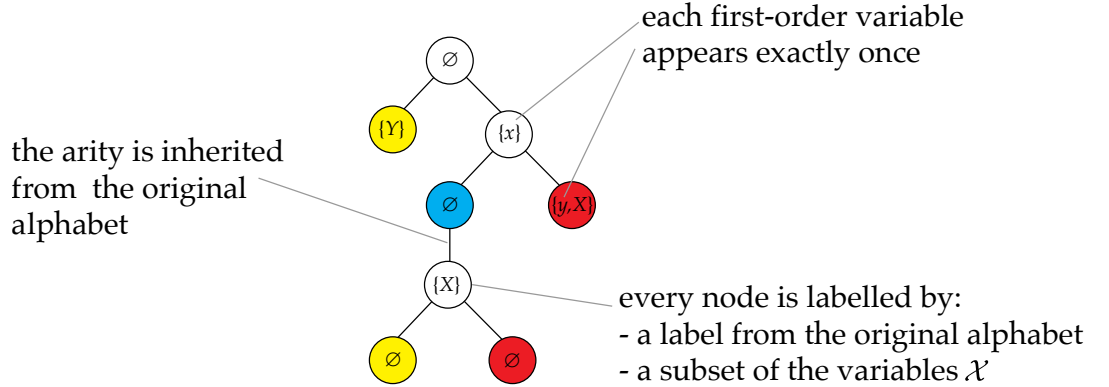 each first-order variable
appears exactly once
∅
{Y}
{x}
the arity is inherited
from the original
alphabet
∅
{y,X}
{X}
every node is labelled by:
- a label from the original alphabet
- a subset of the variables 𝒳
∅
∅